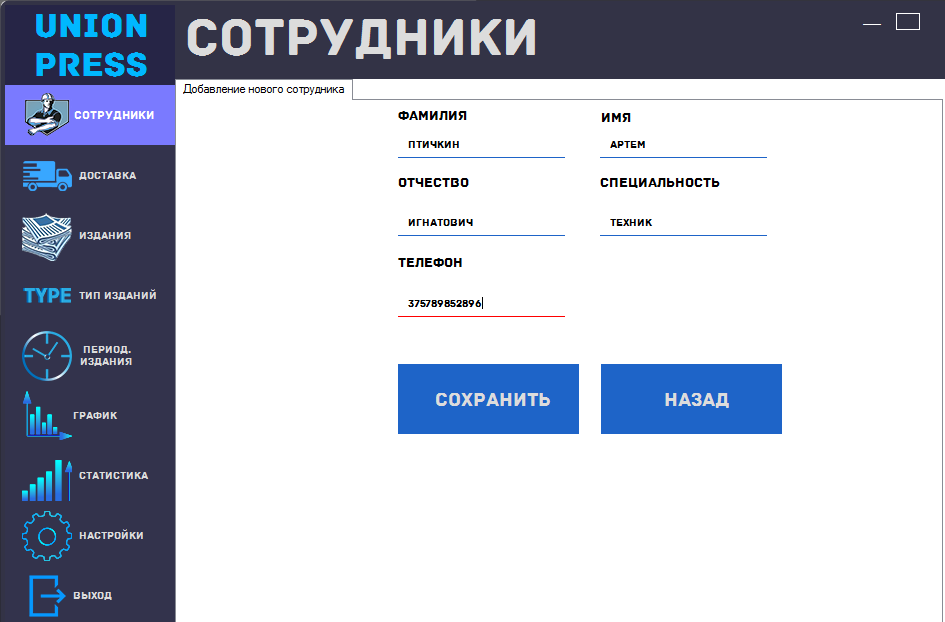 UNION
PRESS
СОТРУДНИКИ
СОТРУДНИКИ
ДОСТАВКА
ИЗДАНИЯ
TYPE ТИП ИЗДАНИЙ
ПЕРИОД.
ИЗДАНИЯ
ГРАФИК
СТАТИСТИКА
НАСТРОЙКИ
ВЫХОД
Добавление нового сотрудника
ФАМИЛИЯ
ПТИЧКИН
ИМЯ
АРТЕМ
ОТЧЕСТВО
ИГНАТОВИЧ
СПЕЦИАЛЬНОСТЬ
ТЕХНИК
ТЕЛЕФОН
375789852896
СОХРАНИТЬ
НАЗАД